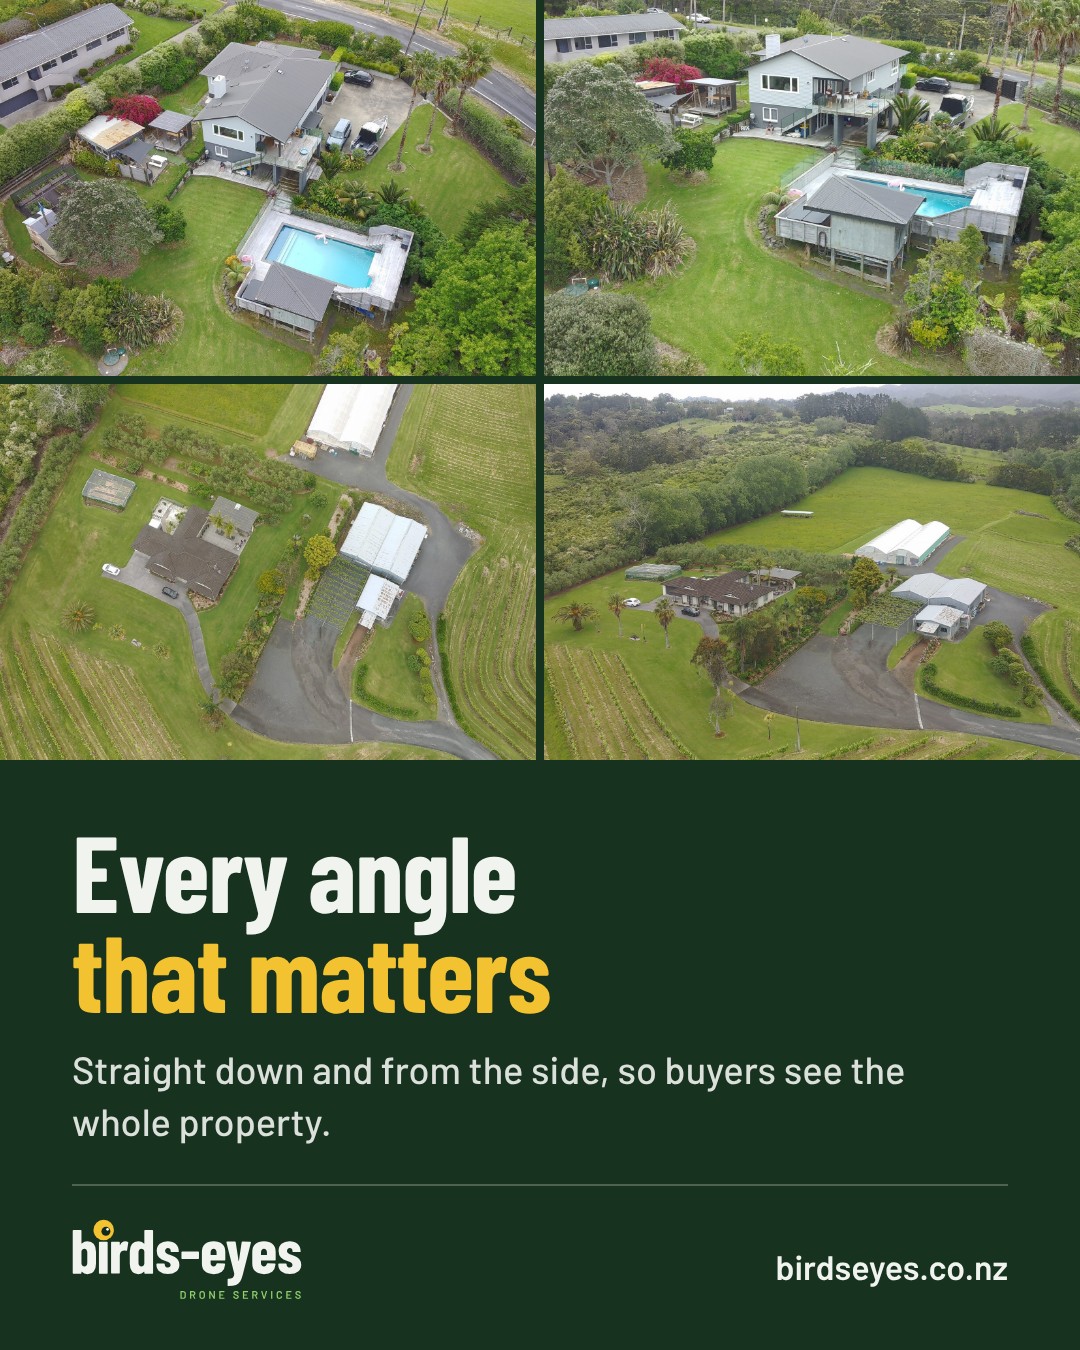 Every angle
that matters
Straight down and from the side, so buyers see the
whole property.
birds-eyes
DRONE SERVICES
birdseyes.co.nz